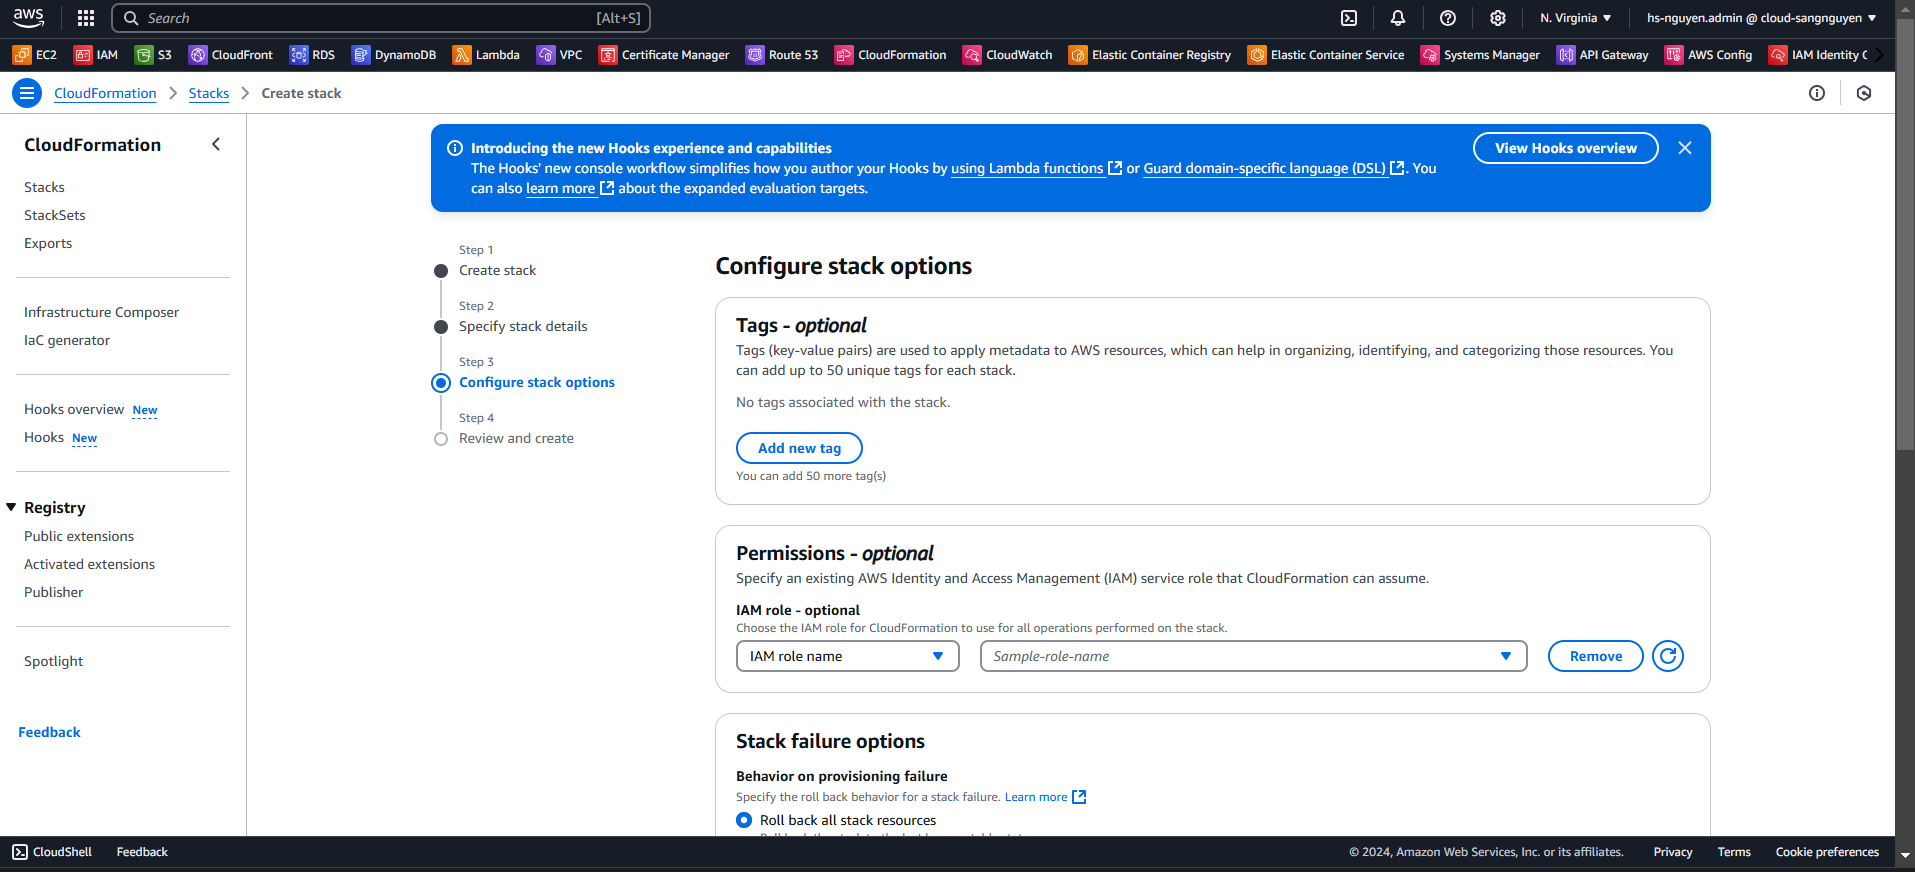 aws
Search
[Alt+S]
N. Virginia
hs-nguyen.admin @ cloud-sangnguyen
EC2
IAM
S3
CloudFront
RDS
DynamoDB
Lambda
VPC
Certificate Manager
Route 53
CloudFormation
CloudWatch
Elastic Container Registry
Elastic Container Service
Systems Manager
API Gateway
AWS Config
IAM Identity C
CloudFormation
Stacks
Create stack
CloudFormation
Stacks
StackSets
Exports
Infrastructure Composer
IaC generator
Hooks overview New
Hooks New
Registry
Public extensions
Activated extensions
Publisher
Spotlight
Feedback
Introducing the new Hooks experience and capabilities
The Hooks' new console workflow simplifies how you author your Hooks by using Lambda functions or Guard domain-specific language (DSL). You
can also learn more about the expanded evaluation targets.
View Hooks overview
Step 1
Create stack
Step 2
Specify stack details
Step 3
Configure stack options
Step 4
Review and create
Configure stack options
Tags - optional
Tags (key-value pairs) are used to apply metadata to AWS resources, which can help in organizing, identifying, and categorizing those resources. You
can add up to 50 unique tags for each stack.
No tags associated with the stack.
Add new tag
You can add 50 more tag(s)
Permissions - optional
Specify an existing AWS Identity and Access Management (IAM) service role that CloudFormation can assume.
IAM role - optional
Choose the IAM role for CloudFormation to use for all operations performed on the stack.
IAM role name
Sample-role-name
Remove
Stack failure options
Behavior on provisioning failure
Specify the roll back behavior for a stack failure. Learn more
Roll back all stack resources
CloudShell
Feedback
© 2024, Amazon Web Services, Inc. or its affiliates.
Privacy
Terms
Cookie preferences